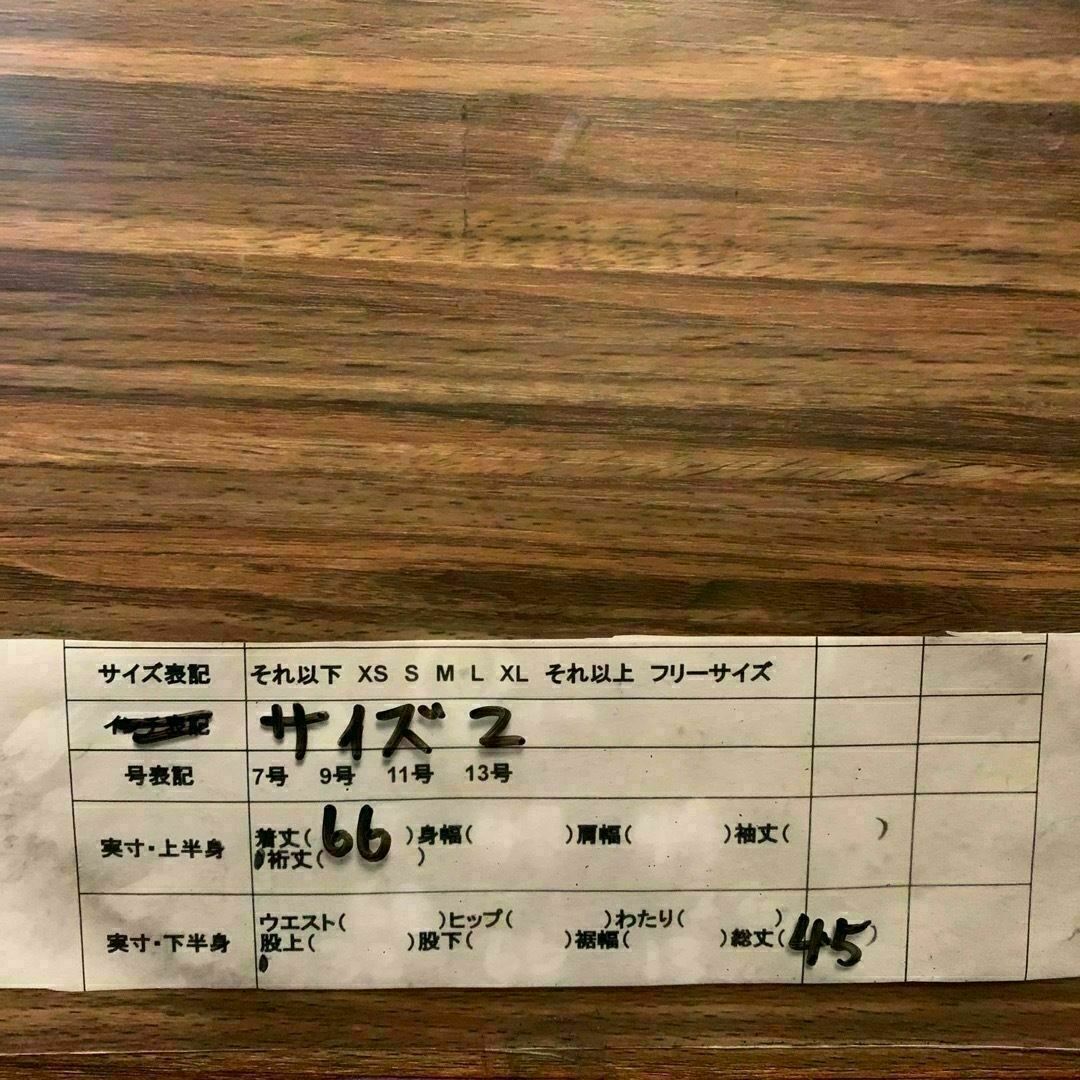 サイズ表記 それ以下 XS S M L XL それ以上 フリーサイズ
表記 サイズ 2
号表記 7号 9号 11号 13号
実寸・上半身 着丈(66)身幅( )肩幅( )袖丈( )
裄丈( )
実寸・下半身 ウエスト( )ヒップ( )わたり( )
股上( )股下( )裾幅( )総丈(45)